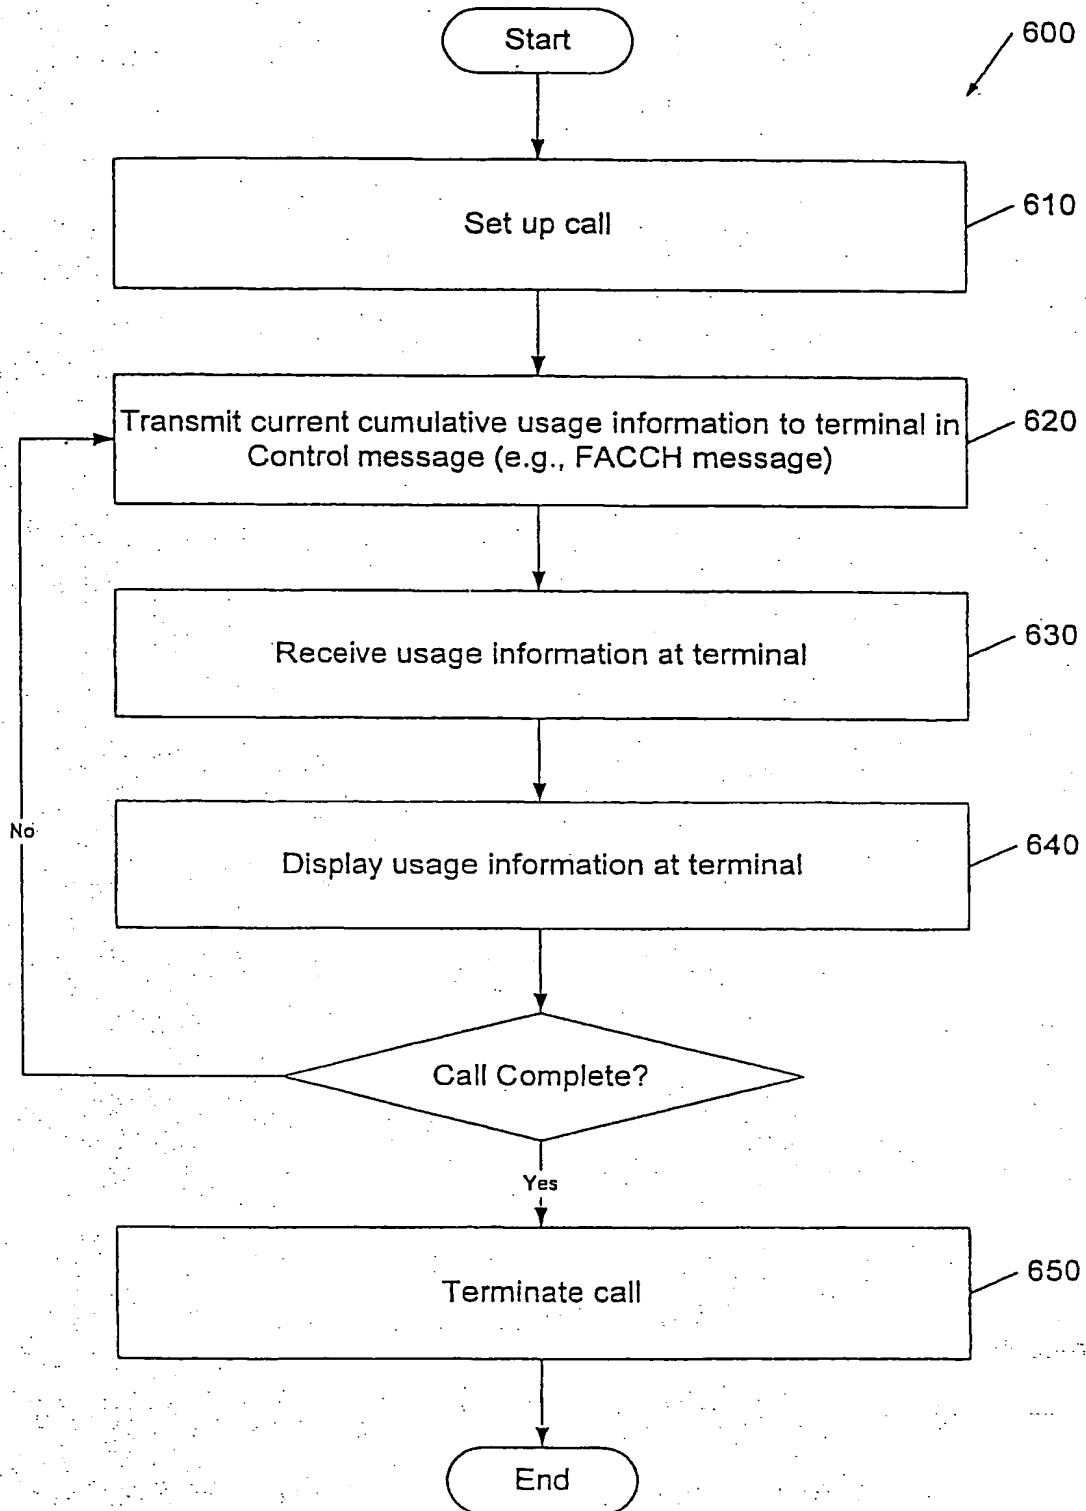 Start
600
Set up call
610
Transmit current cumulative usage information to terminal in
Control message (e.g., FACCH message)
620
Receive usage information at terminal
630
Display usage information at terminal
640
No
Call Complete?
Yes
Terminate call
650
End